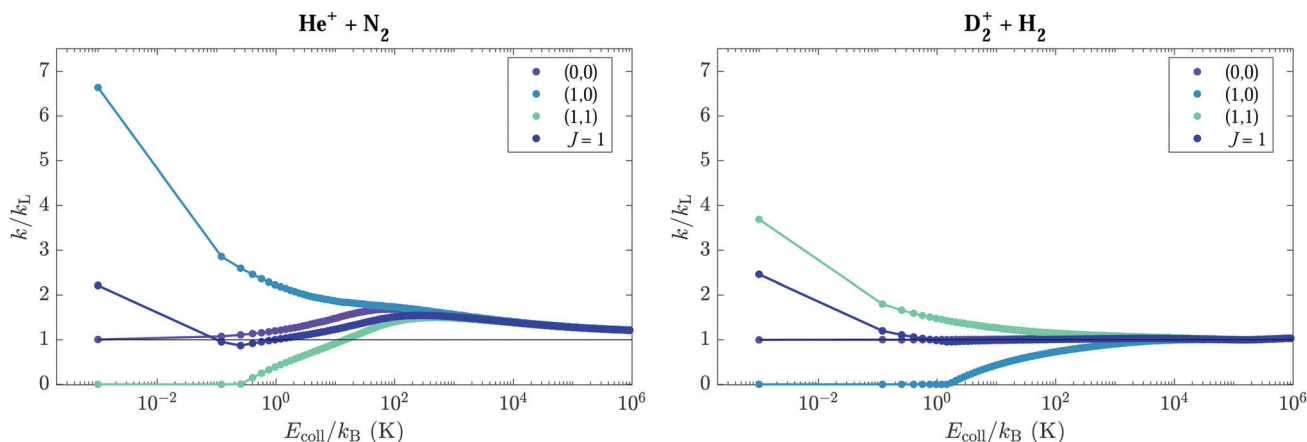 He⁺ + N₂
k/k_L
7
6
5
4
3
2
1
0
(0,0)
(1,0)
(1,1)
J = 1
10⁻² 10⁰ 10² 10⁴ 10⁶
E_coll/k_B (K)
D₂⁺ + H₂
k/k_L
7
6
5
4
3
2
1
0
(0,0)
(1,0)
(1,1)
J = 1
10⁻² 10⁰ 10² 10⁴ 10⁶
E_coll/k_B (K)